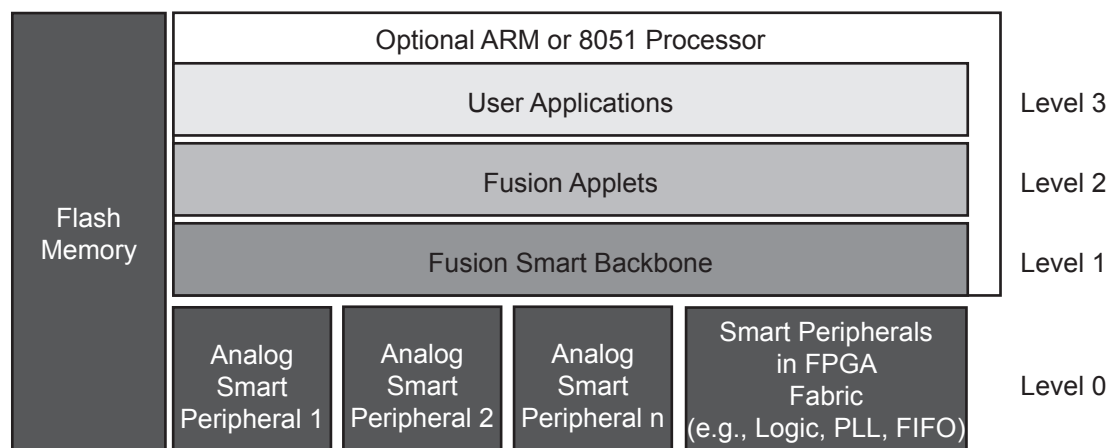 Optional ARM or 8051 Processor
User Applications
Level 3
Fusion Applets
Level 2
Flash
Memory
Fusion Smart Backbone
Level 1
Analog
Smart
Peripheral 1
Analog
Smart
Peripheral 2
Analog
Smart
Peripheral n
Smart Peripherals
in FPGA
Fabric
(e.g., Logic, PLL, FIFO)
Level 0